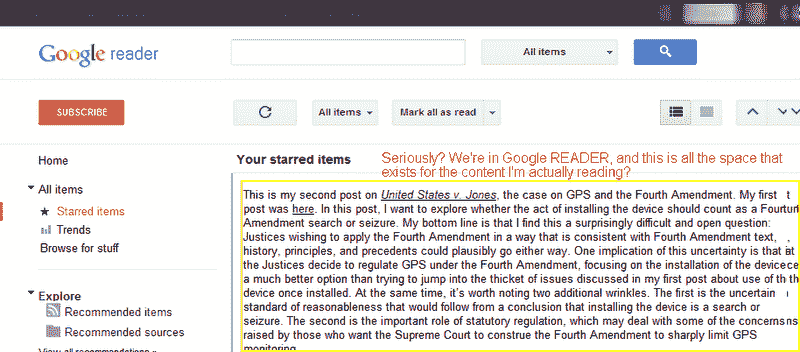 Google reader
All items
SUBSCRIBE
All items
Mark all as read
Home
Your starred items
Seriously? We're in Google READER, and this is all the space that
exists for the content I'm actually reading?
All items
Starred items
Trends
Browse for stuff
Explore
Recommended items
Recommended sources
View all recommendations »
This is my second post on United States v. Jones, the case on GPS and the Fourth Amendment. My first
post was here. In this post, I want to explore whether the act of installing the device should count as a
Amendment search or seizure. My bottom line is that I find this a surprisingly difficult and open question:
Justices wishing to apply the Fourth Amendment in a way that is consistent with Fourth Amendment text,
history, principles, and precedents could plausibly go either way. One implication of this uncertainty is that
the Justices decide to regulate GPS under the Fourth Amendment, focusing on the installation of the device
a much better option than trying to jump into the thicket of issues discussed in my first post about use of
device once installed. At the same time, it's worth noting two additional wrinkles. The first is the uncertain
standard of reasonableness that would follow from a conclusion that installing the device is a search or
seizure. The second is the important role of statutory regulation, which may deal with some of the concerns
raised by those who want the Supreme Court to construe the Fourth Amendment to sharply limit GPS
monitoring